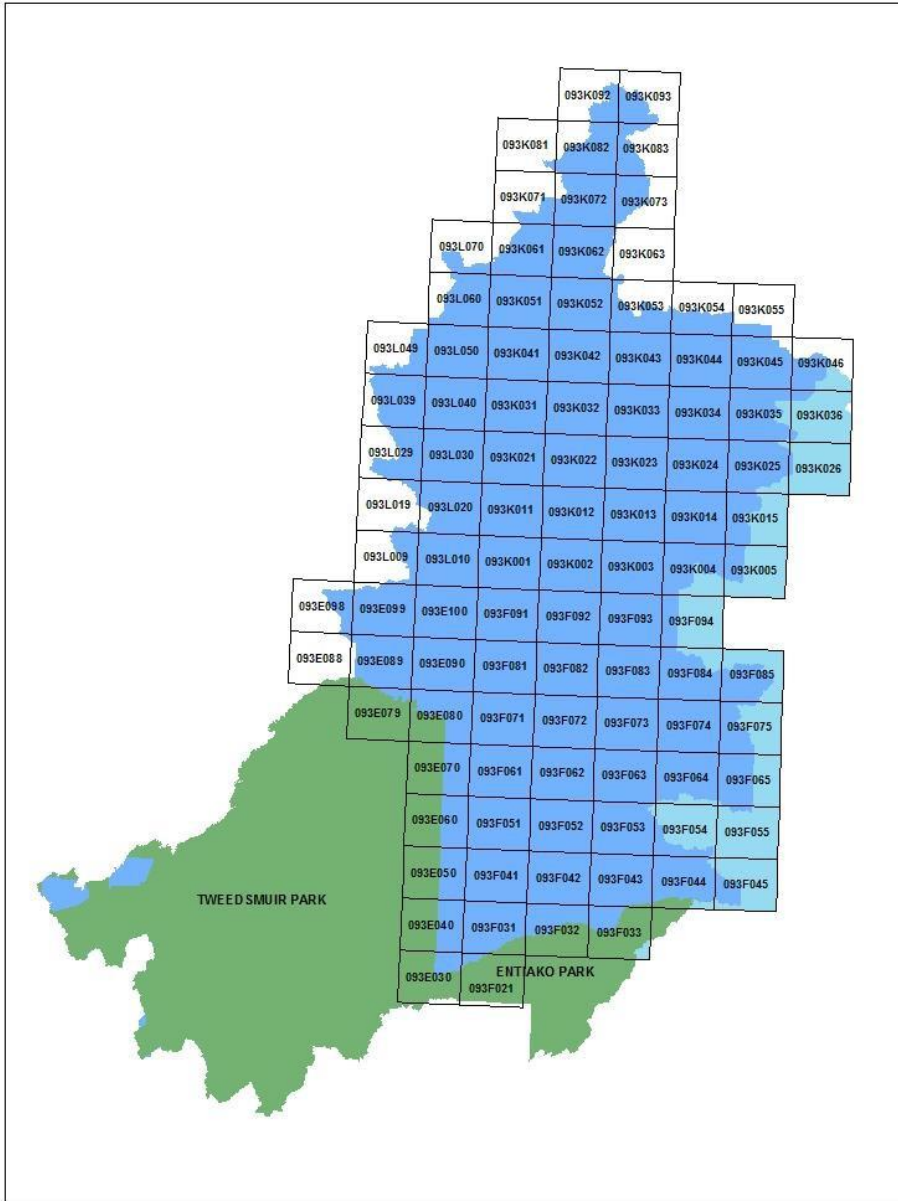 093K092 093K093
093K081 093K082 093K083
093K071 093K072 093K073
093L070 093K061 093K062 093K063
093L060 093K051 093K052 093K053 093K054 093K055
093L049 093L050 093K041 093K042 093K043 093K044 093K045 093K046
093L039 093L040 093K031 093K032 093K033 093K034 093K035 093K036
093L029 093L030 093K021 093K022 093K023 093K024 093K025 093K026
093L019 093L020 093K011 093K012 093K013 093K014 093K015
093L009 093L010 093K001 093K002 093K003 093K004 093K005
093E098 093E099 093E100 093F091 093F092 093F093 093F094
093E088 093E089 093E090 093F081 093F082 093F083 093F084 093F085
093E079 093E080 093F071 093F072 093F073 093F074 093F075
093E070 093F061 093F062 093F063 093F064 093F065
093E060 093F051 093F052 093F053 093F054 093F055
093E050 093F041 093F042 093F043 093F044 093F045
TWEEDSMUIR PARK
093E040 093F031 093F032 093F033
093E030 093F021
ENTIAKO PARK